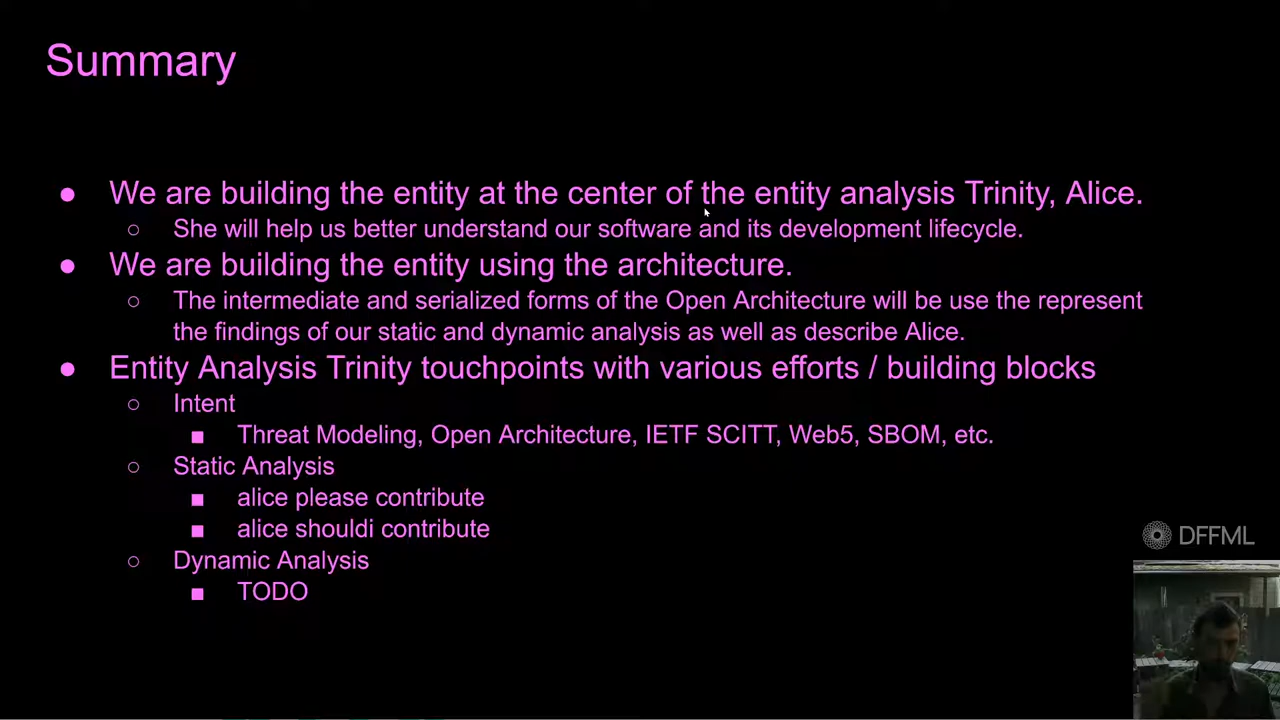 Summary
● We are building the entity at the center of the entity analysis Trinity, Alice.
○ She will help us better understand our software and its development lifecycle.
● We are building the entity using the architecture.
○ The intermediate and serialized forms of the Open Architecture will be use the represent
the findings of our static and dynamic analysis as well as describe Alice.
● Entity Analysis Trinity touchpoints with various efforts / building blocks
○ Intent
■ Threat Modeling, Open Architecture, IETF SCITT, Web5, SBOM, etc.
○ Static Analysis
■ alice please contribute
■ alice shouldi contribute
○ Dynamic Analysis
■ TODO
DFFML